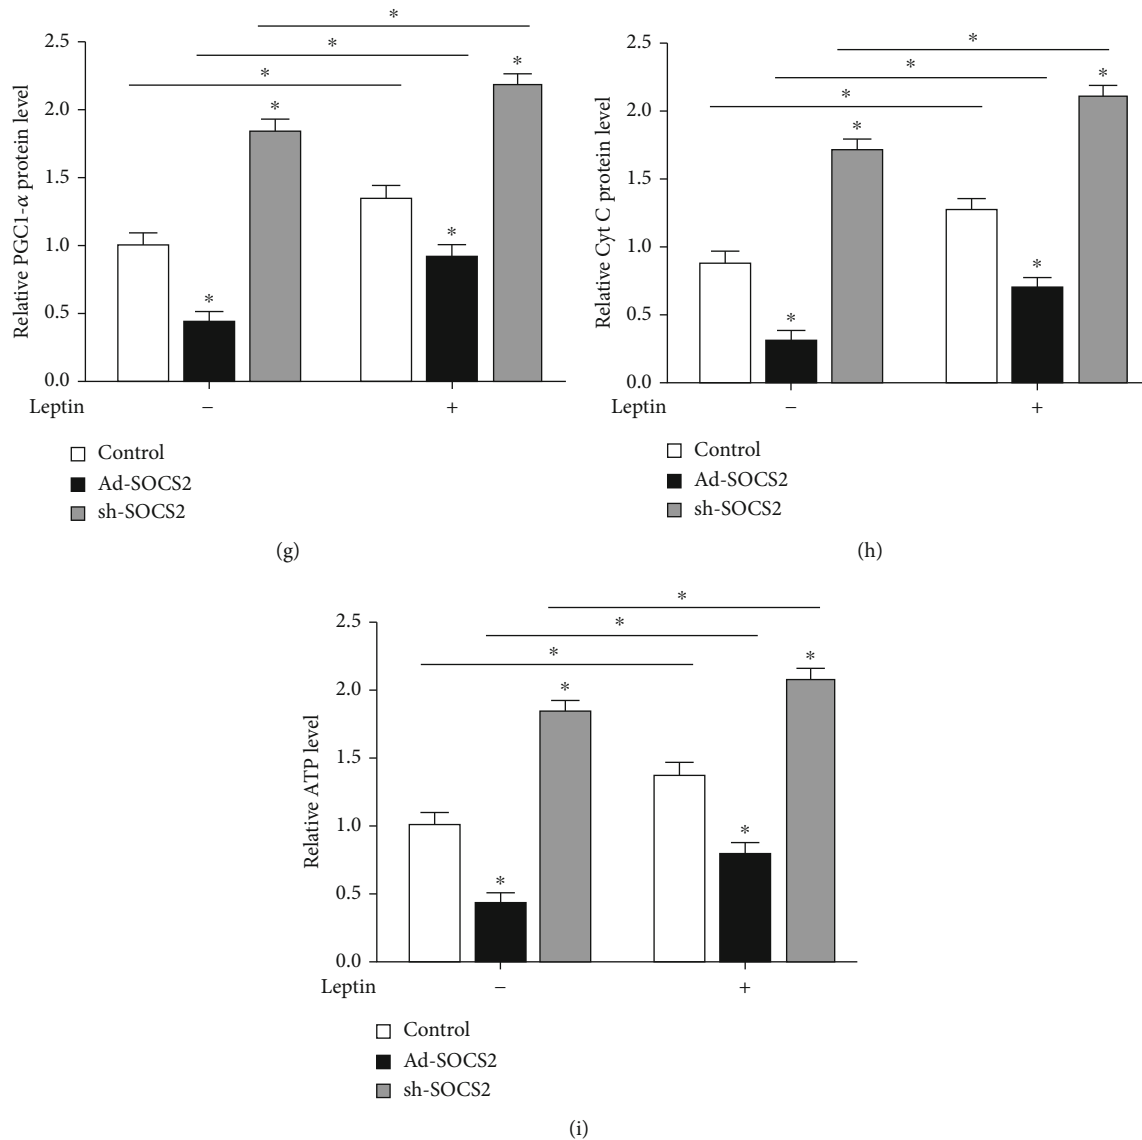 *
*
*
2.5
2.0
1.5
1.0
0.5
0.0
Relative PGC1-α protein level
*
*
*
*
Leptin
−
+
Control
Ad-SOCS2
sh-SOCS2
(g)
*
*
*
2.5
2.0
1.5
1.0
0.5
0.0
Relative Cyt C protein level
*
*
*
*
Leptin
−
+
Control
Ad-SOCS2
sh-SOCS2
(h)
*
*
*
2.5
2.0
1.5
1.0
0.5
0.0
Relative ATP level
*
*
*
*
Leptin
−
+
Control
Ad-SOCS2
sh-SOCS2
(i)